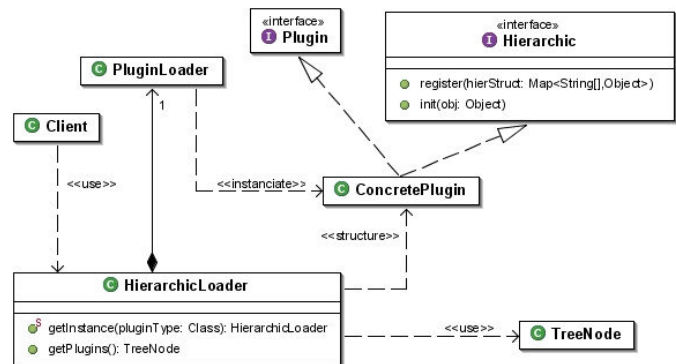 «interface»
I Plugin
«interface»
I Hierarchic
register(hierStruct: Map<String[],Object>)
init(obj: Object)
C PluginLoader
1
C Client
<<use>>
<<instanciate>>
C ConcretePlugin
<<structure>>
C HierarchicLoader
S getInstance(pluginType: Class): HierarchicLoader
getPlugins(): TreeNode
<<use>>
C TreeNode